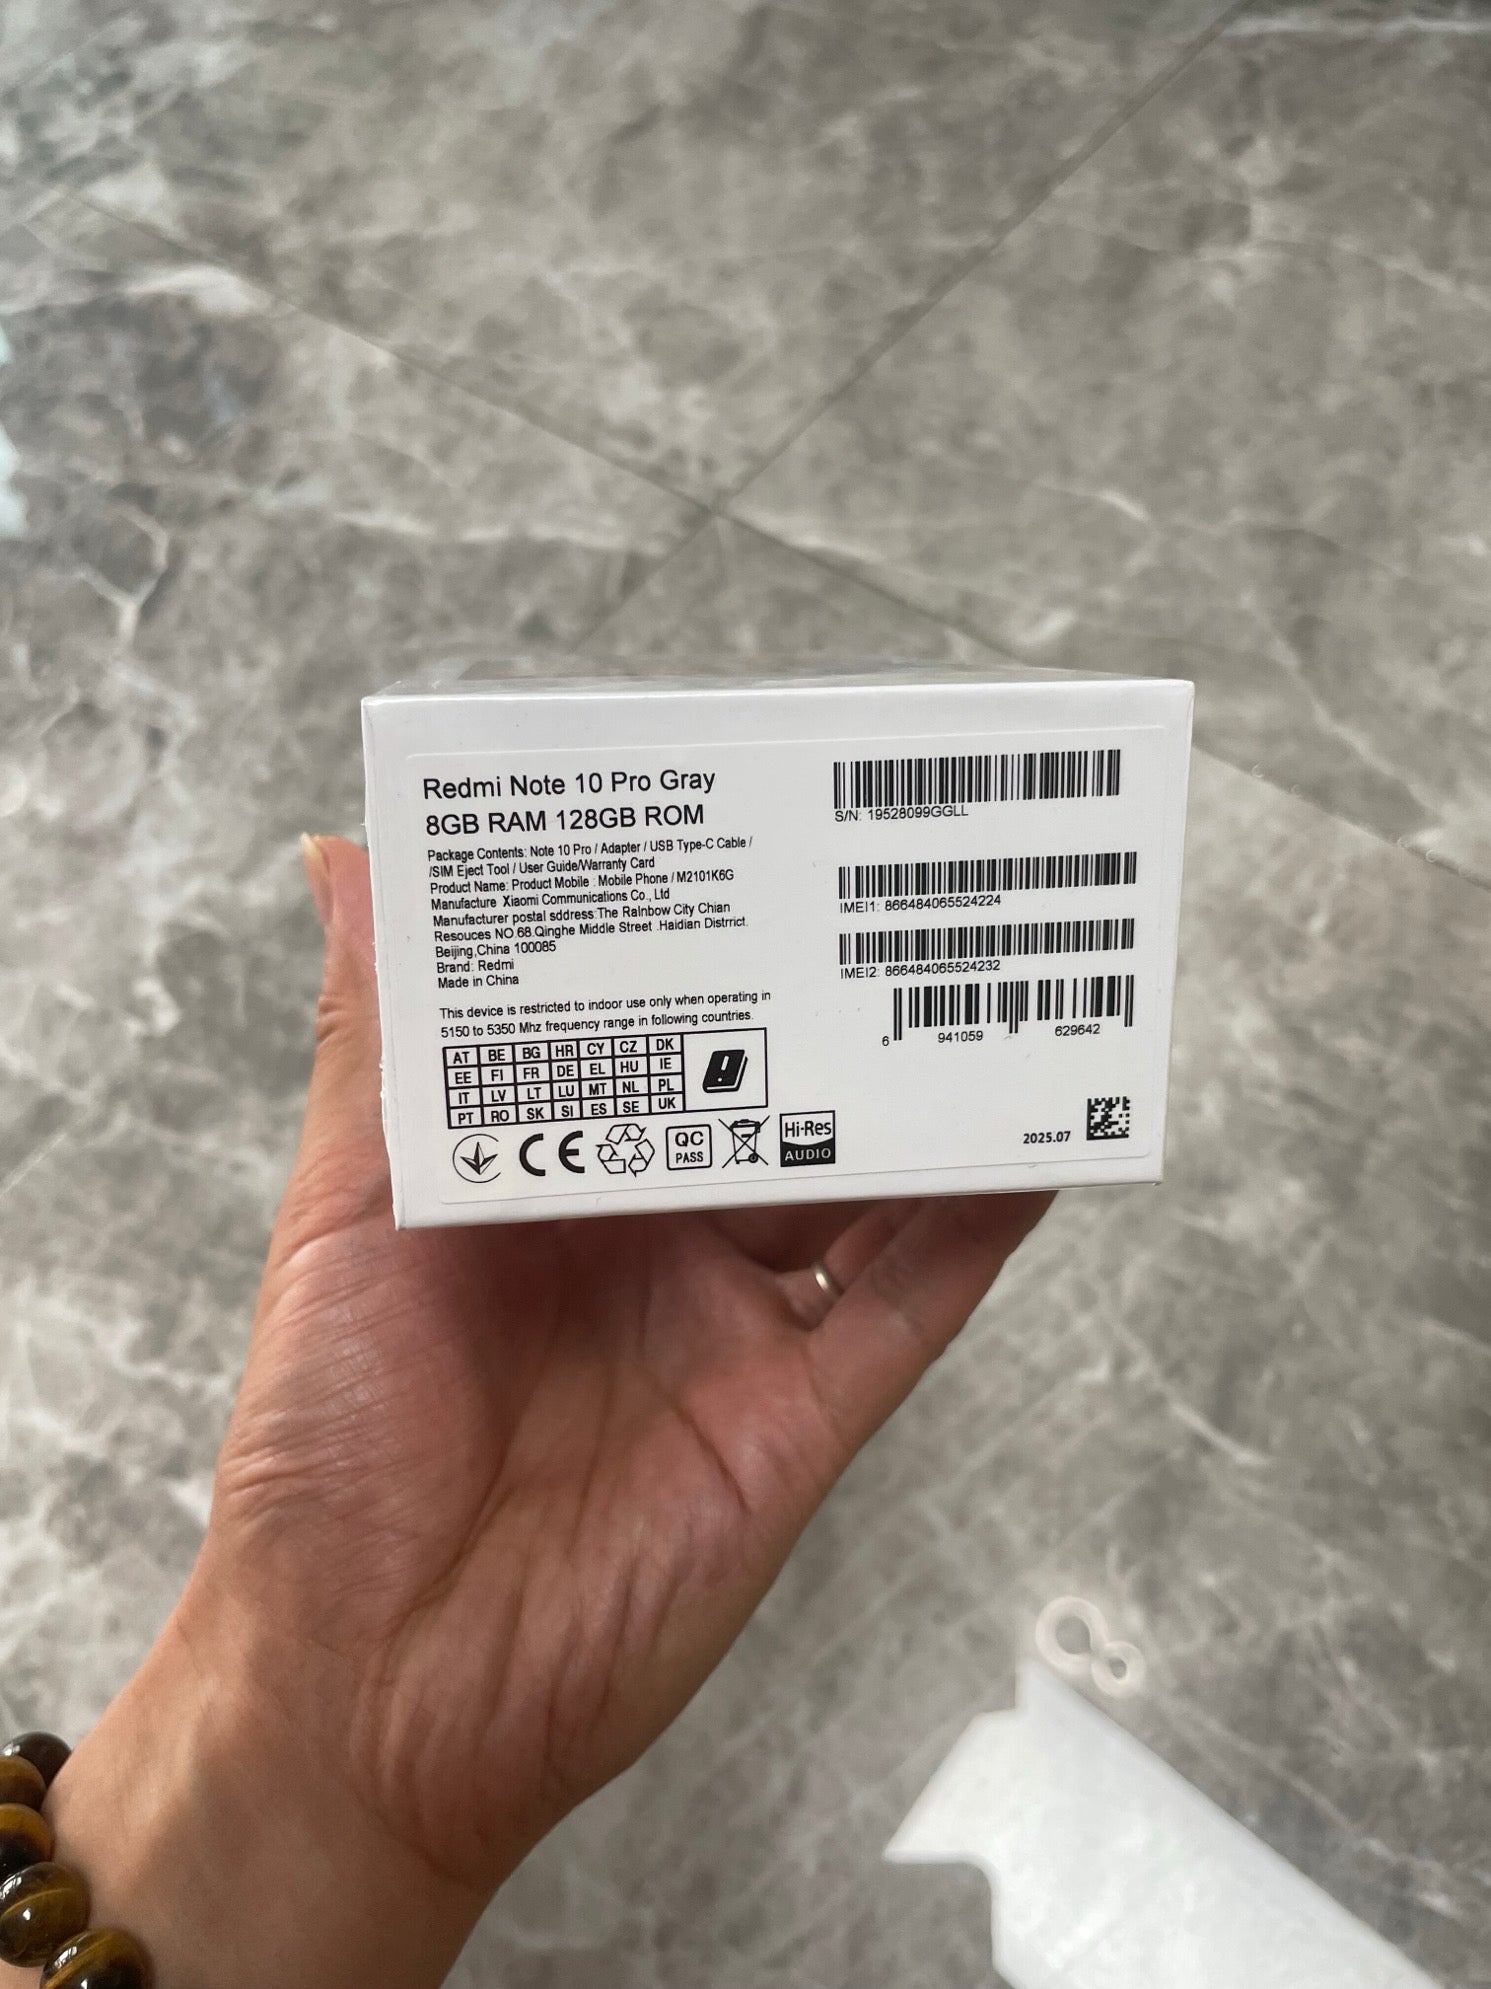 Redmi Note 10 Pro Gray
8GB RAM 128GB ROM
Package Contents: Note 10 Pro / Adapter / USB Type-C Cable /
/SIM Eject Tool / User Guide/Warranty Card
Product Name: Product Mobile : Mobile Phone / M2101K6G
Manufacture Xiaomi Communications Co., Ltd
Manufacturer postal sddress:The Ralnbow City Chian
Resouces NO.68.Qinghe Middle Street .Haidian Distrrict.
Beijing,China 100085
Brand: Redmi
Made in China
This device is restricted to indoor use only when operating in
5150 to 5350 Mhz frequency range in following countries.
AT BE BG HR CY CZ DK
EE FI FR DE EL HU IE
IT LV LT LU MT NL PL
PT RO SK SI ES SE UK
CE
QC
PASS
Hi-Res
AUDIO
S/N: 19528099GGLL
IMEI1: 866484065524224
IMEI2: 866484065524232
6 941059 629642
2025.07